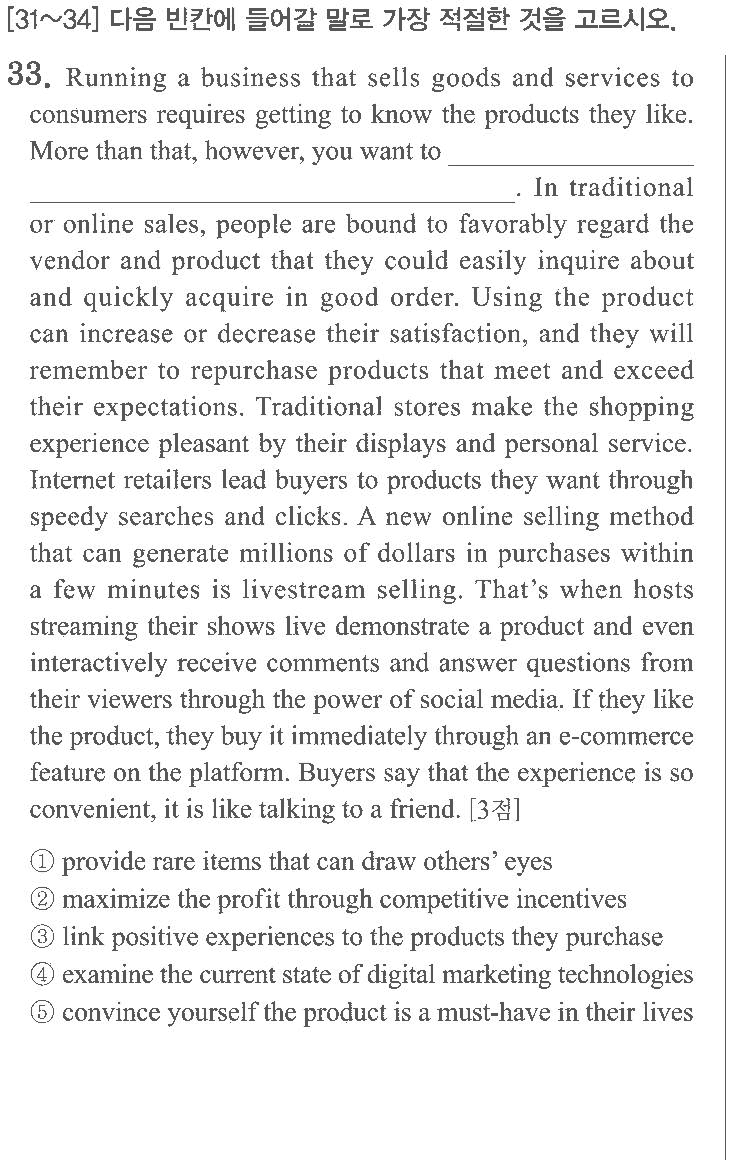 [31~34] 다음 빈칸에 들어갈 말로 가장 적절한 것을 고르시오.
33. Running a business that sells goods and services to
consumers requires getting to know the products they like.
More than that, however, you want to ____________________
________________________________________. In traditional
or online sales, people are bound to favorably regard the
vendor and product that they could easily inquire about
and quickly acquire in good order. Using the product
can increase or decrease their satisfaction, and they will
remember to repurchase products that meet and exceed
their expectations. Traditional stores make the shopping
experience pleasant by their displays and personal service.
Internet retailers lead buyers to products they want through
speedy searches and clicks. A new online selling method
that can generate millions of dollars in purchases within
a few minutes is livestream selling. That's when hosts
streaming their shows live demonstrate a product and even
interactively receive comments and answer questions from
their viewers through the power of social media. If they like
the product, they buy it immediately through an e-commerce
feature on the platform. Buyers say that the experience is so
convenient, it is like talking to a friend. [3점]
① provide rare items that can draw others' eyes
② maximize the profit through competitive incentives
③ link positive experiences to the products they purchase
④ examine the current state of digital marketing technologies
⑤ convince yourself the product is a must-have in their lives